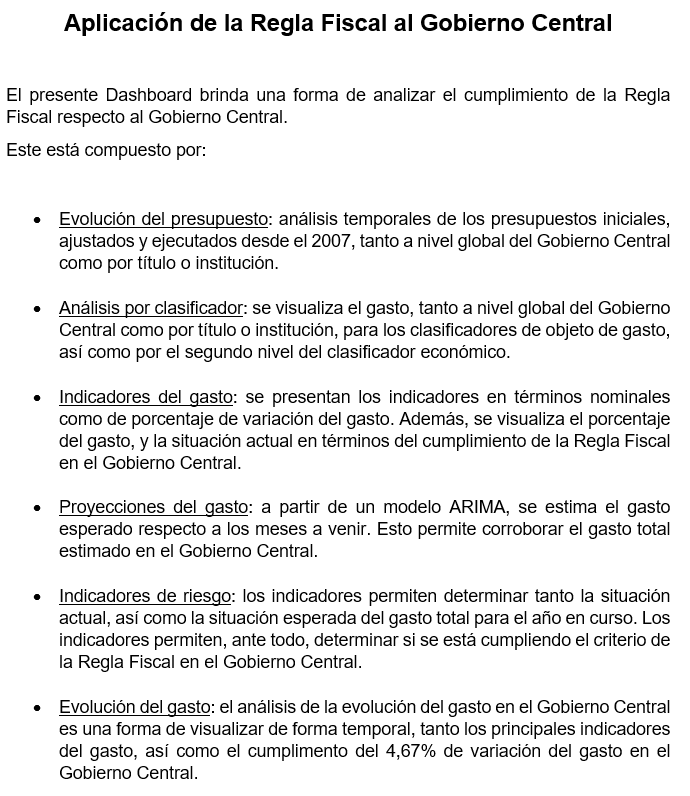 Aplicación de la Regla Fiscal al Gobierno Central
El presente Dashboard brinda una forma de analizar el cumplimiento de la Regla
Fiscal respecto al Gobierno Central.
Este está compuesto por:
• Evolución del presupuesto: análisis temporales de los presupuestos iniciales,
ajustados y ejecutados desde el 2007, tanto a nivel global del Gobierno Central
como por título o institución.
• Análisis por clasificador: se visualiza el gasto, tanto a nivel global del Gobierno
Central como por título o institución, para los clasificadores de objeto de gasto,
así como por el segundo nivel del clasificador económico.
• Indicadores del gasto: se presentan los indicadores en términos nominales
como de porcentaje de variación del gasto. Además, se visualiza el porcentaje
del gasto, y la situación actual en términos del cumplimiento de la Regla Fiscal
en el Gobierno Central.
• Proyecciones del gasto: a partir de un modelo ARIMA, se estima el gasto
esperado respecto a los meses a venir. Esto permite corroborar el gasto total
estimado en el Gobierno Central.
• Indicadores de riesgo: los indicadores permiten determinar tanto la situación
actual, así como la situación esperada del gasto total para el año en curso. Los
indicadores permiten, ante todo, determinar si se está cumpliendo el criterio de
la Regla Fiscal en el Gobierno Central.
• Evolución del gasto: el análisis de la evolución del gasto en el Gobierno Central
es una forma de visualizar de forma temporal, tanto los principales indicadores
del gasto, así como el cumplimento del 4,67% de variación del gasto en el
Gobierno Central.